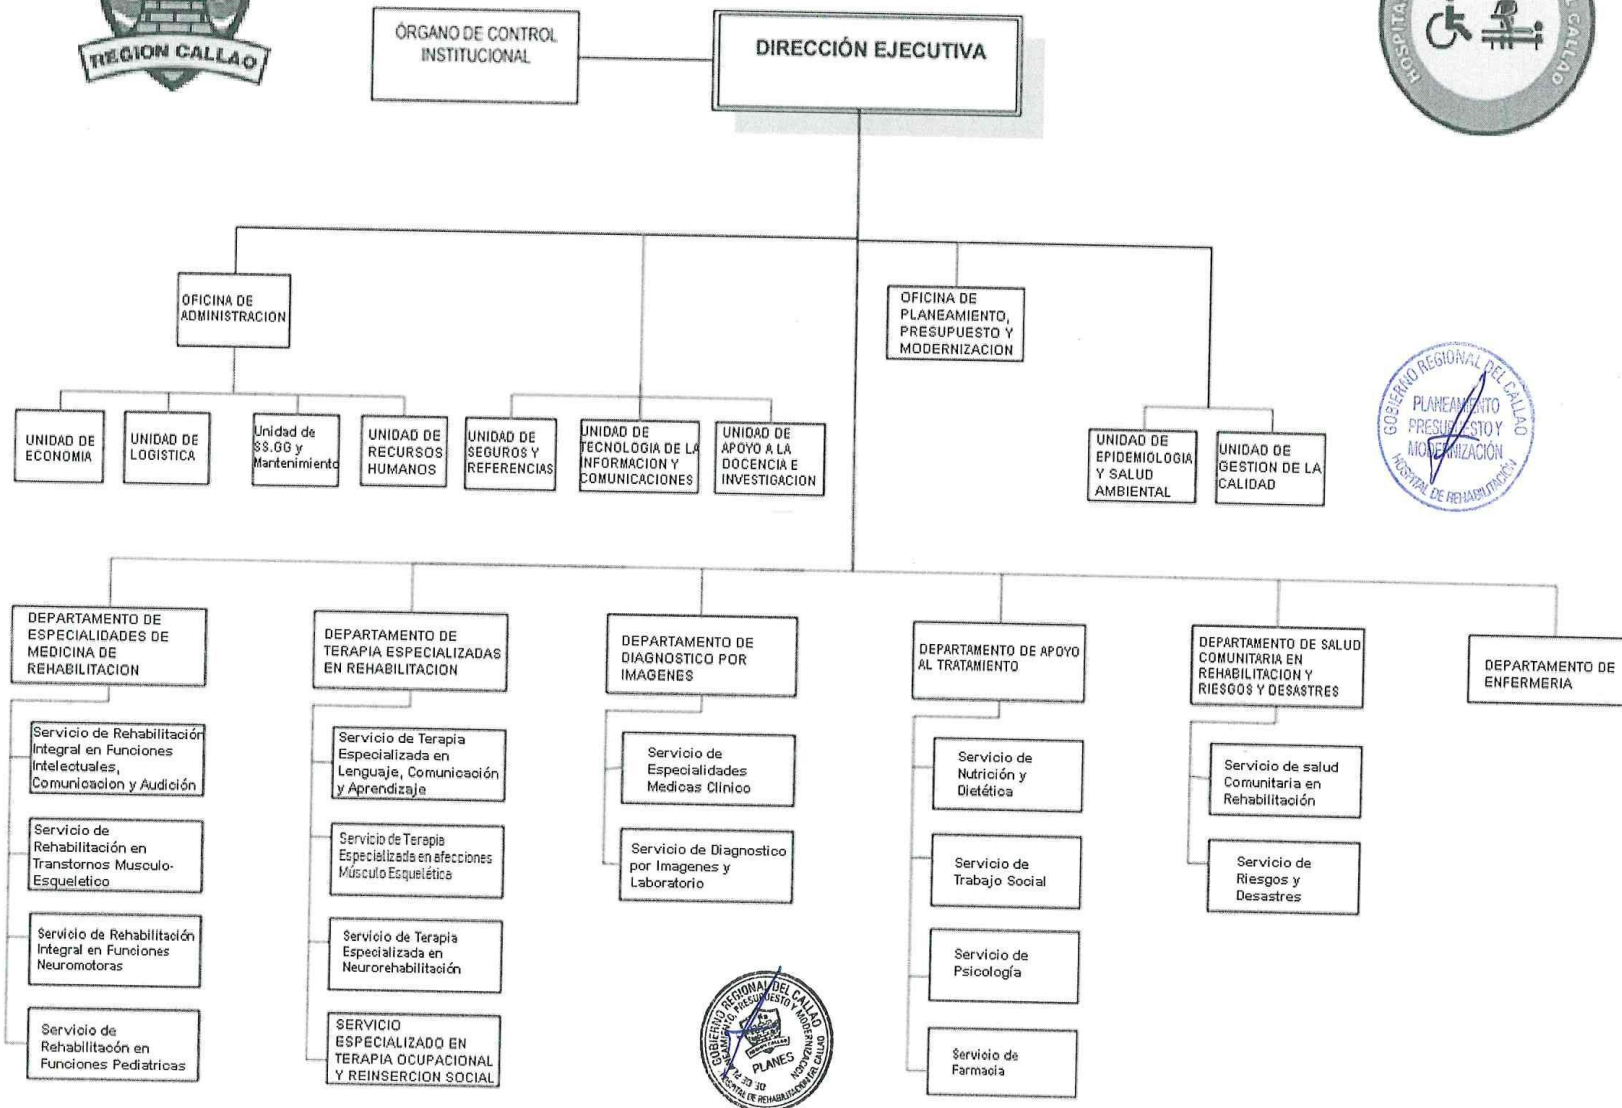 REGION CALLAO
ÓRGANO DE CONTROL
INSTITUCIONAL
DIRECCIÓN EJECUTIVA
OFICINA DE
ADMINISTRACION
OFICINA DE
PLANEAMIENTO,
PRESUPUESTO Y
MODERNIZACION
UNIDAD DE
ECONOMIA
UNIDAD DE
LOGISTICA
Unidad de
SS.GG y
Mantenimiento
UNIDAD DE
RECURSOS
HUMANOS
UNIDAD DE
SEGUROS Y
REFERENCIAS
UNIDAD DE
TECNOLOGIA DE LA
INFORMACION Y
COMUNICACIONES
UNIDAD DE
APOYO A LA
DOCENCIA E
INVESTIGACION
UNIDAD DE
EPIDEMIOLOGIA
Y SALUD
AMBIENTAL
UNIDAD DE
GESTION DE LA
CALIDAD
GOBIERNO REGIONAL DEL CALLAO
PLANEAMIENTO
PRESUPUESTO Y
MODERNIZACIÓN
HOSPITAL DE REHABILITACIÓN
DEPARTAMENTO DE
ESPECIALIDADES DE
MEDICINA DE
REHABILITACION
DEPARTAMENTO DE
TERAPIA ESPECIALIZADAS
EN REHABILITACION
DEPARTAMENTO DE
DIAGNOSTICO POR
IMAGENES
DEPARTAMENTO DE APOYO
AL TRATAMIENTO
DEPARTAMENTO DE SALUD
COMUNITARIA EN
REHABILITACION Y
RIESGOS Y DESASTRES
DEPARTAMENTO DE
ENFERMERIA
Servicio de Rehabilitación
Integral en Funciones
Intelectuales,
Comunicacion y Audición
Servicio de
Rehabilitación en
Transtornos Musculo-
Esqueletico
Servicio de Rehabilitación
Integral en Funciones
Neuromotoras
Servicio de
Rehabilitacón en
Funciones Pediatricas
Servicio de Terapia
Especializada en
Lenguaje, Comunicación
y Aprendizaje
Servicio de Terapia
Especializada en afecciones
Músculo Esquelética
Servicio de Terapia
Especializada en
Neurorehabilitación
SERVICIO
ESPECIALIZADO EN
TERAPIA OCUPACIONAL
Y REINSERCION SOCIAL
Servicio de
Especialidades
Medicas Clinico
Servicio de Diagnostico
por Imagenes y
Laboratorio
Servicio de
Nutrición y
Dietética
Servicio de
Trabajo Social
Servicio de
Psicología
Servicio de
Farmacia
Servicio de salud
Comunitaria en
Rehabilitación
Servicio de
Riesgos y
Desastres
GOBIERNO REGIONAL DEL CALLAO
PLANES
HOSPITAL DE REHABILITACION DEL CALLAO